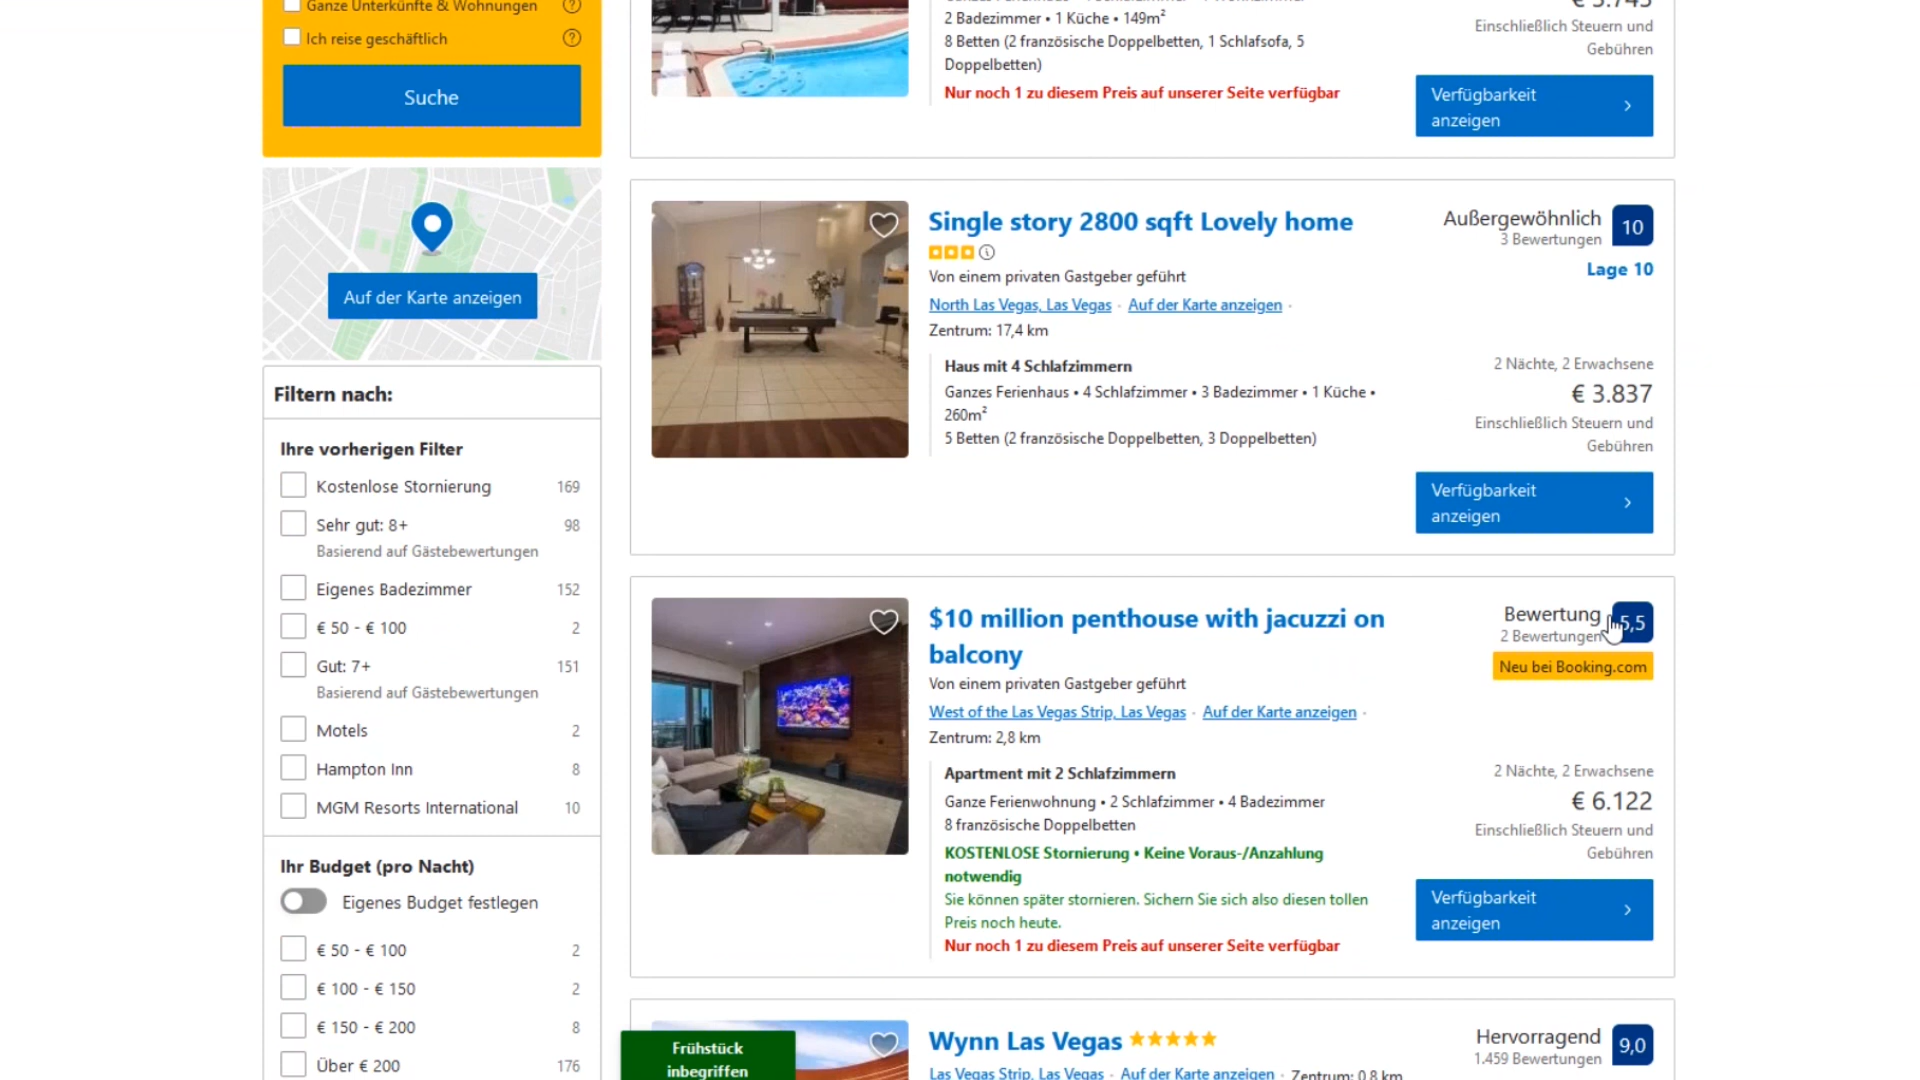 Ganze Unterkünfte & Wohnungen
Ich reise geschäftlich
Suche
Auf der Karte anzeigen
Filtern nach:
Ihre vorherigen Filter
Kostenlose Stornierung 169
Sehr gut: 8+ 98
Basierend auf Gästebewertungen
Eigenes Badezimmer 152
€ 50 - € 100 2
Gut: 7+ 151
Basierend auf Gästebewertungen
Motels 2
Hampton Inn 8
MGM Resorts International 10
Ihr Budget (pro Nacht)
Eigenes Budget festlegen
€ 50 - € 100 2
€ 100 - € 150 2
€ 150 - € 200 8
Über € 200 176
2 Badezimmer • 1 Küche • 149m²
8 Betten (2 französische Doppelbetten, 1 Schlafsofa, 5
Doppelbetten)
Nur noch 1 zu diesem Preis auf unserer Seite verfügbar
Einschließlich Steuern und
Gebühren
Verfügbarkeit
anzeigen
Single story 2800 sqft Lovely home
Von einem privaten Gastgeber geführt
North Las Vegas, Las Vegas · Auf der Karte anzeigen ·
Zentrum: 17,4 km
Haus mit 4 Schlafzimmern
Ganzes Ferienhaus • 4 Schlafzimmer • 3 Badezimmer • 1 Küche •
260m²
5 Betten (2 französische Doppelbetten, 3 Doppelbetten)
Außergewöhnlich 10
3 Bewertungen
Lage 10
2 Nächte, 2 Erwachsene
€ 3.837
Einschließlich Steuern und
Gebühren
Verfügbarkeit
anzeigen
$10 million penthouse with jacuzzi on
balcony
Von einem privaten Gastgeber geführt
West of the Las Vegas Strip, Las Vegas · Auf der Karte anzeigen ·
Zentrum: 2,8 km
Apartment mit 2 Schlafzimmern
Ganze Ferienwohnung • 2 Schlafzimmer • 4 Badezimmer
8 französische Doppelbetten
KOSTENLOSE Stornierung • Keine Voraus-/Anzahlung
notwendig
Sie können später stornieren. Sichern Sie sich also diesen tollen
Preis noch heute.
Nur noch 1 zu diesem Preis auf unserer Seite verfügbar
Bewertung 5,5
2 Bewertungen
Neu bei Booking.com
2 Nächte, 2 Erwachsene
€ 6.122
Einschließlich Steuern und
Gebühren
Verfügbarkeit
anzeigen
Frühstück
inbegriffen
Wynn Las Vegas
Las Vegas Strip, Las Vegas · Auf der Karte anzeigen · Zentrum: 0,8 km
Hervorragend 9,0
1.459 Bewertungen